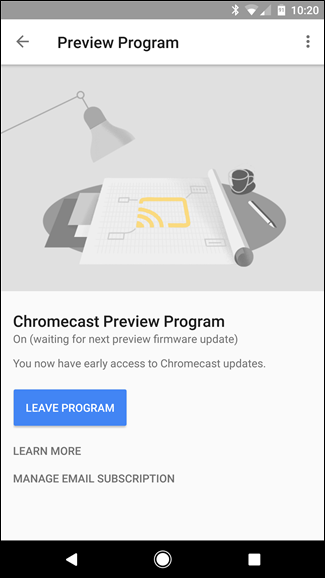 10:20
Preview Program
Chromecast Preview Program
On (waiting for next preview firmware update)
You now have early access to Chromecast updates.
LEAVE PROGRAM
LEARN MORE
MANAGE EMAIL SUBSCRIPTION